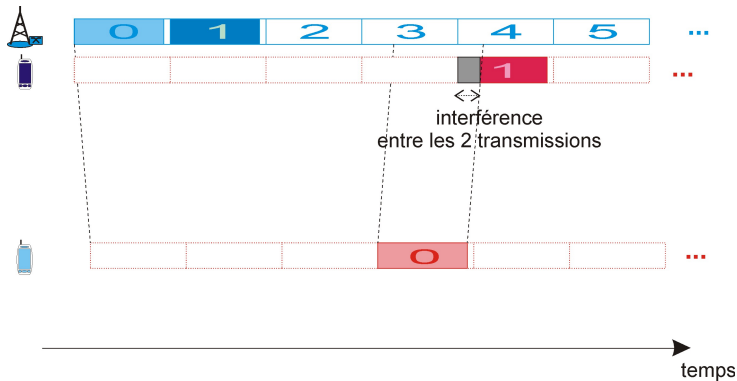 0 1 2 3 4 5 ...
1 ...
interférence
entre les 2 transmissions
0 ...
temps